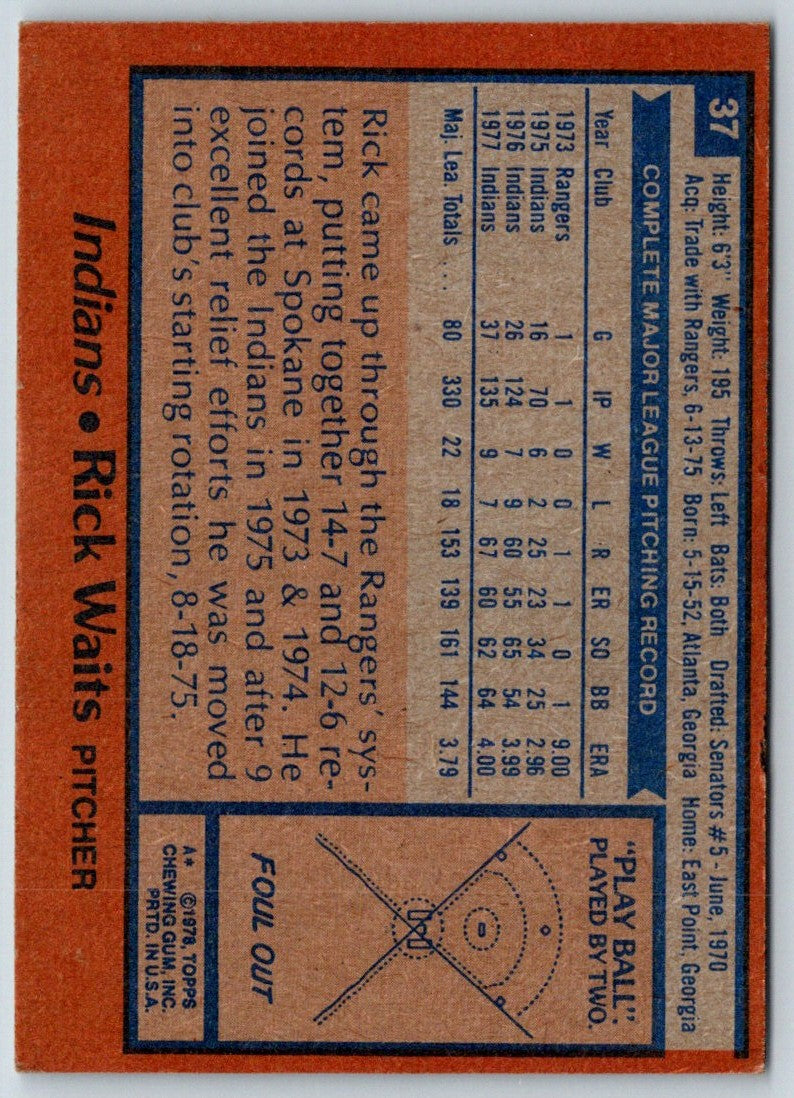 37
Height: 6'3" Weight: 195 Throws: Left Bats: Both Drafted: Senators #5 - June, 1970
Acq: Trade with Rangers, 6-13-75 Born: 5-15-52, Atlanta, Georgia Home: East Point, Georgia
COMPLETE MAJOR LEAGUE PITCHING RECORD
Year Club G IP W L R ER SO BB ERA
1973 Rangers 1 1 0 0 1 1 0 1 9.00
1975 Indians 16 70 6 2 25 23 34 25 2.96
1976 Indians 26 124 7 9 60 55 65 54 3.99
1977 Indians 37 135 9 7 67 60 62 64 4.00
Maj. Lea. Totals . . . 80 330 22 18 153 139 161 144 3.79
Rick came up through the Rangers' sys-
tem, putting together 14-7 and 12-6 re-
cords at Spokane in 1973 & 1974. He
joined the Indians in 1975 and after 9
excellent relief efforts he was moved
into club's starting rotation, 8-18-75.
"PLAY BALL":
PLAYED BY TWO.
FOUL OUT
A* ©1978, TOPPS
CHEWING GUM, INC.
PRTD. IN U.S.A.
Indians • Rick Waits PITCHER